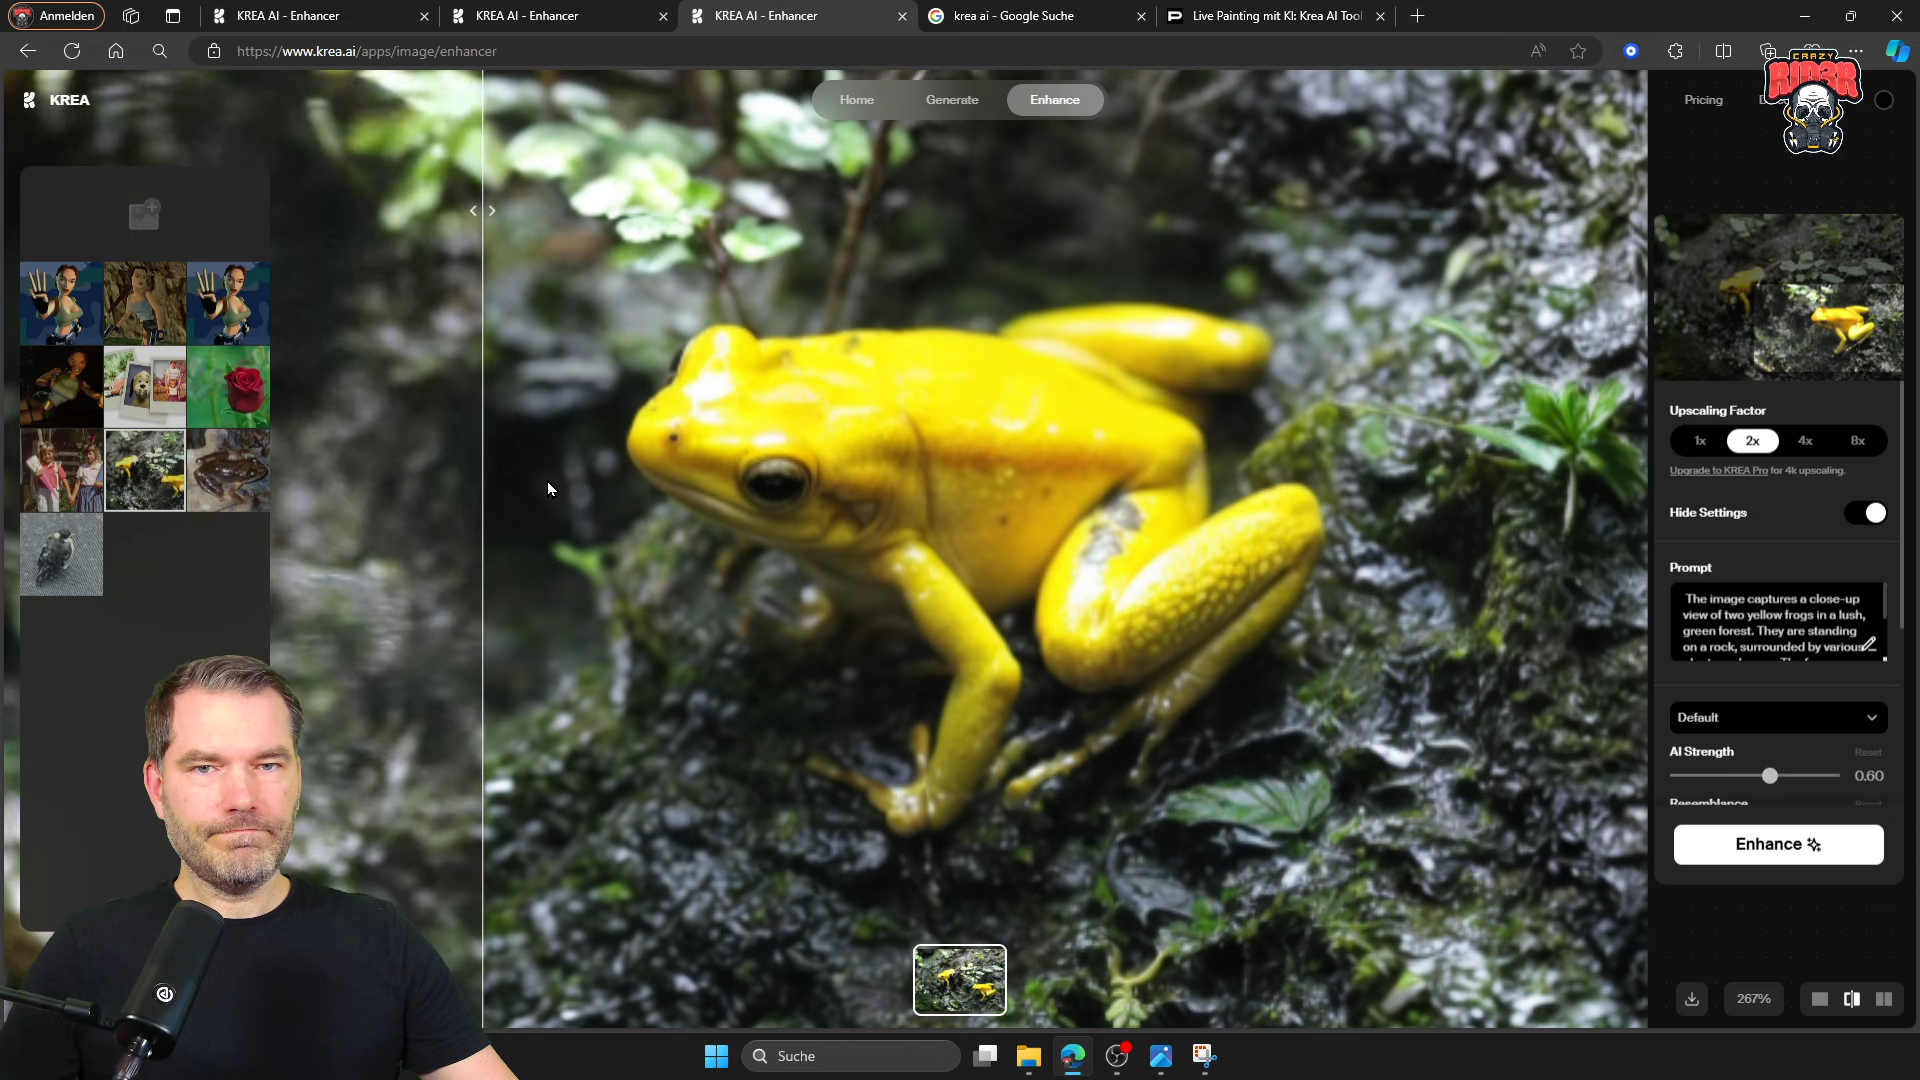 Anmelden
KREA AI - Enhancer
KREA AI - Enhancer
KREA AI - Enhancer
krea ai - Google Suche
Live Painting mit KI: Krea AI Tool
https://www.krea.ai/apps/image/enhancer
CRAZY
RID3R
KREA
Home
Generate
Enhance
Pricing
Upscaling Factor
1x
2x
4x
8x
Upgrade to KREA Pro for 4k upscaling.
Hide Settings
Prompt
The image captures a close-up
view of two yellow frogs in a lush,
green forest. They are standing
on a rock, surrounded by various
Default
AI Strength
Reset
0.60
Resemblance
Reset
Enhance
267%
Suche